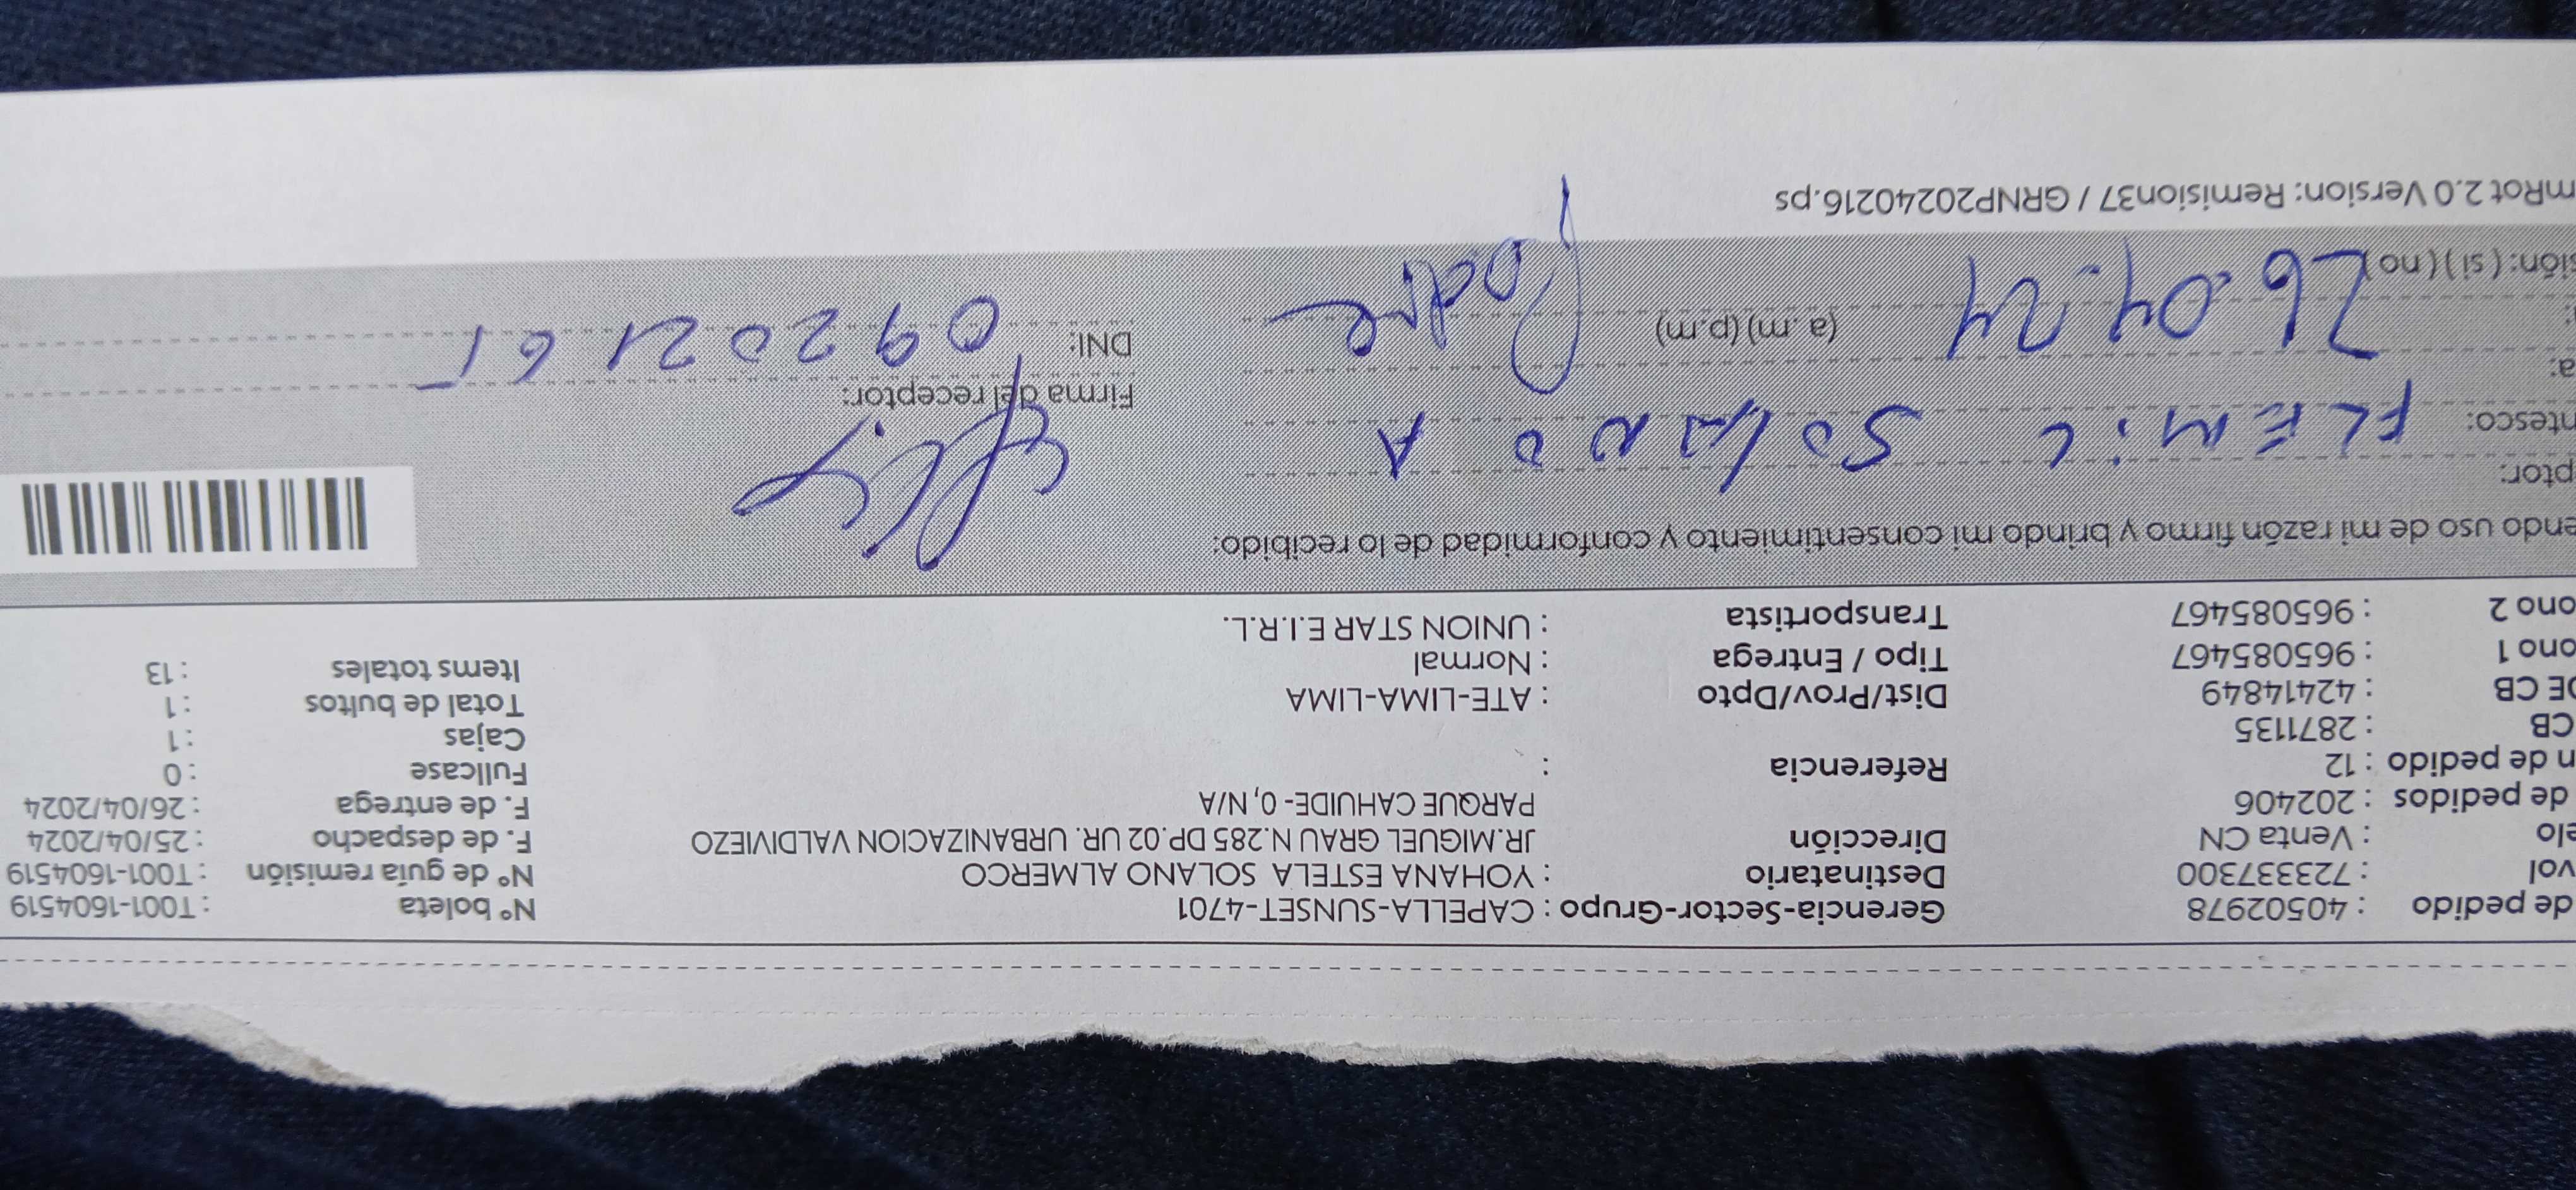 de pedido : 40502978 Gerencia-Sector-Grupo : CAPELLA-SUNSET-4701 Nº boleta : T001-1604519
vol : 723337300 Destinatario : YOHANA ESTELA SOLANO ALMERCO Nº de guía remisión : T001-1604519
elo : Venta CN Dirección JR.MIGUEL GRAU N.285 DP.02 UR. URBANIZACION VALDIVIEZO F. de despacho : 25/04/2024
de pedidos : 202406 PARQUE CAHUIDE- 0, N/A F. de entrega : 26/04/2024
n de pedido : 12 Referencia : Fullcase : 0
CB : 2871135 Cajas : 1
DE CB : 42414849 Dist/Prov/Dpto : ATE-LIMA-LIMA Total de bultos : 1
ono 1 : 965085467 Tipo / Entrega : Normal Items totales : 13
ono 2 : 965085467 Transportista : UNION STAR E.I.R.L.
endo uso de mi razón firmo y brindo mi consentimiento y conformidad de lo recibido:
ptor:
ntesco: SOLANO A Firma del receptor:
a: Padre
(a.m) (p.m) DNI: 09202161
sión: (si) (no) 26.04.24
mRot 2.0 Version: Remision37 / GRNP20240216.ps